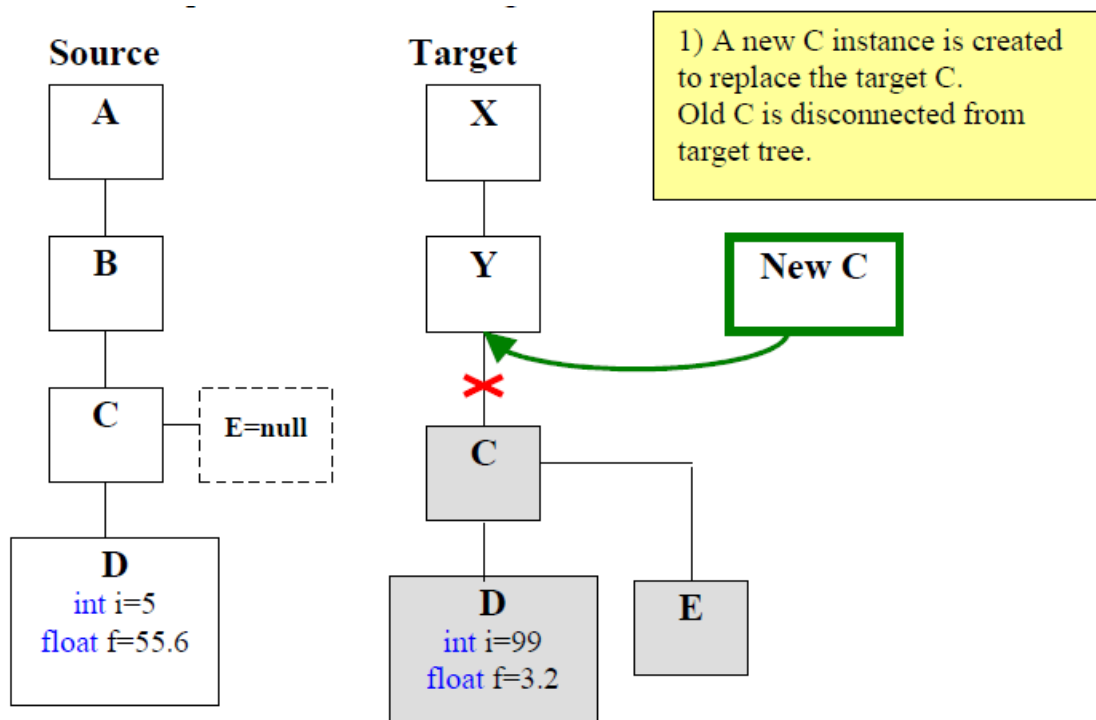 Source
A
B
C
E=null
D
int i=5
float f=55.6
Target
X
Y
C
D
int i=99
float f=3.2
E
New C
1) A new C instance is created
to replace the target C.
Old C is disconnected from
target tree.